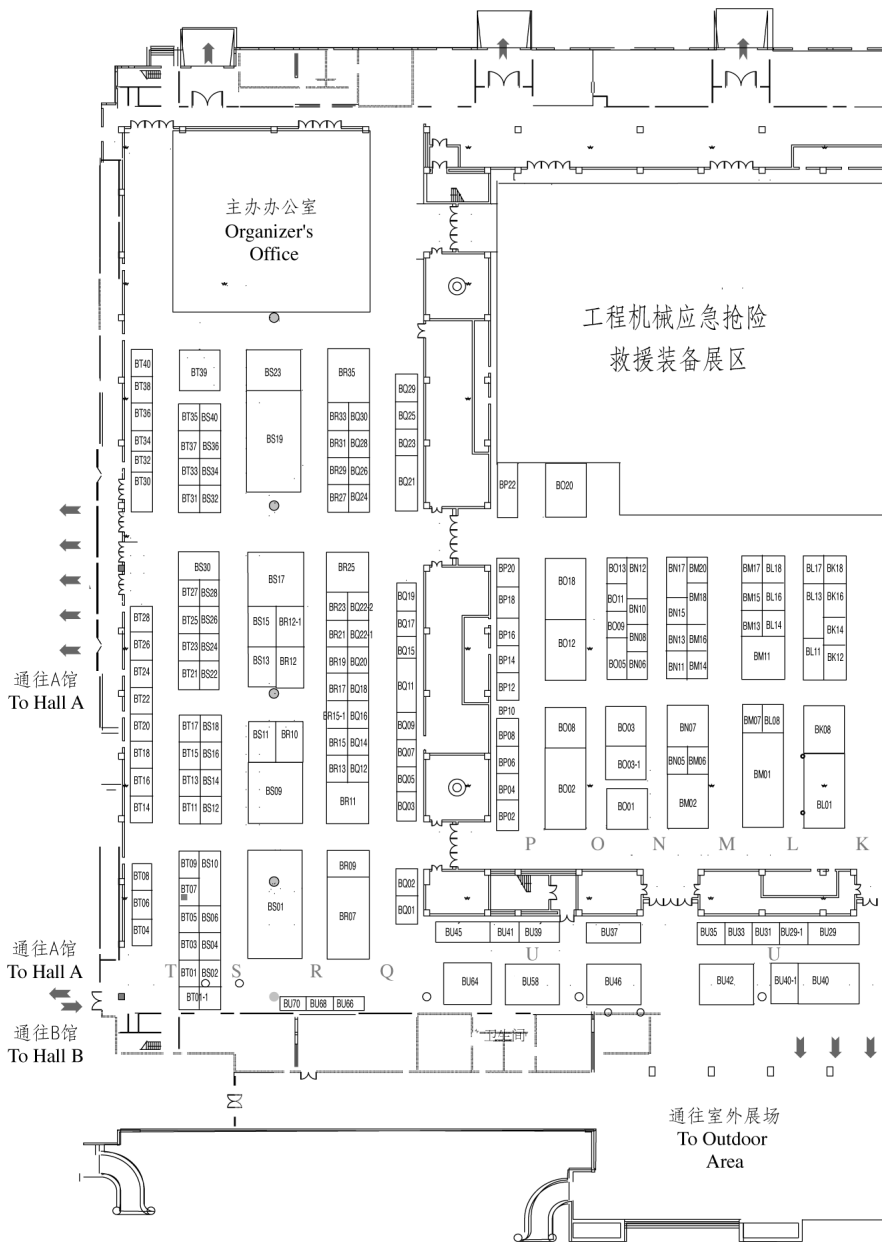 主办办公室
Organizer's
Office
工程机械应急抢险
救援装备展区
BT40
BT38
BT36
BT34
BT32
BT30
BT39
BT35 BS40
BT37 BS36
BT33 BS34
BT31 BS32
BS23
BS19
BR35
BR33 BQ30
BR31 BQ28
BR29 BQ26
BR27 BQ24
BQ29
BQ25
BQ23
BQ21
BP22
BO20
BS30
BT27 BS28
BT25 BS26
BT23 BS24
BT21 BS22
BT28
BT26
BT24
BT22
BT20
BT18
BT16
BT14
BS17
BS15 BR12-1
BS13 BR12
BR25
BR23 BQ22-2
BR21 BQ22-1
BR19 BQ20
BR17 BQ18
BR15-1 BQ16
BR15 BQ14
BR13 BQ12
BR11
BQ19
BQ17
BQ15
BQ11
BQ09
BQ07
BQ05
BQ03
BP20
BP18
BP16
BP14
BP12
BP10
BP08
BP06
BP04
BP02
BO18
BO12
BO13 BN12
BO11
BN10
BO09
BN08
BO05 BN06
BN17 BM20
BM18
BN15
BN13 BM16
BN11 BM14
BM17 BL18
BM15 BL16
BM13 BL14
BM11
BL17 BK18
BL13 BK16
BK14
BL11 BK12
通往A馆
To Hall A
BT17 BS18
BT15 BS16
BT13 BS14
BT11 BS12
BS11 BR10
BS09
BO08
BO02
BO03
BO03-1
BO01
BN07
BN05 BM06
BM02
BM07 BL08
BM01
BK08
BL01
P O N M L K
BT08
BT06
BT04
BT09 BS10
BT07
BT05 BS06
BT03 BS04
BT01 BS02
BT01-1
BS01
BR09
BR07
BQ02
BQ01
BU45 BU41 BU39 BU37 BU35 BU33 BU31 BU29-1 BU29
U U
通往A馆
To Hall A
T S R Q
BU64 BU58 BU46 BU42 BU40-1 BU40
BU70 BU68 BU66
通往B馆
To Hall B
卫生间
通往室外展场
To Outdoor
Area